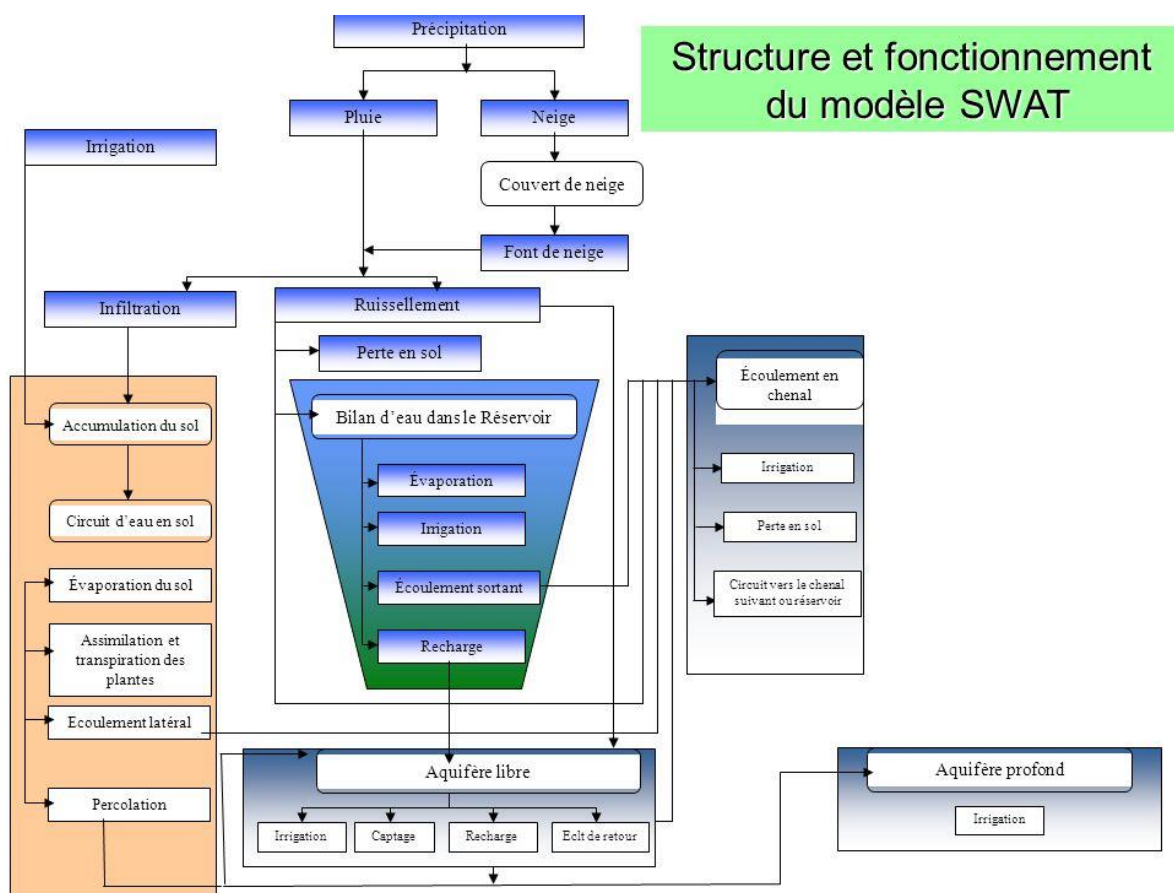 Précipitation
Structure et fonctionnement
du modèle SWAT
Pluie
Neige
Irrigation
Couvert de neige
Font de neige
Infiltration
Ruissellement
Perte en sol
Écoulement en
chenal
Accumulation du sol
Bilan d'eau dans le Réservoir
Irrigation
Évaporation
Circuit d'eau en sol
Irrigation
Perte en sol
Évaporation du sol
Écoulement sortant
Circuit vers le chenal
suivant ou réservoir
Assimilation et
transpiration des
plantes
Recharge
Ecoulement latéral
Aquifère libre
Aquifère profond
Percolation
Irrigation
Captage
Recharge
Eclt de retour
Irrigation